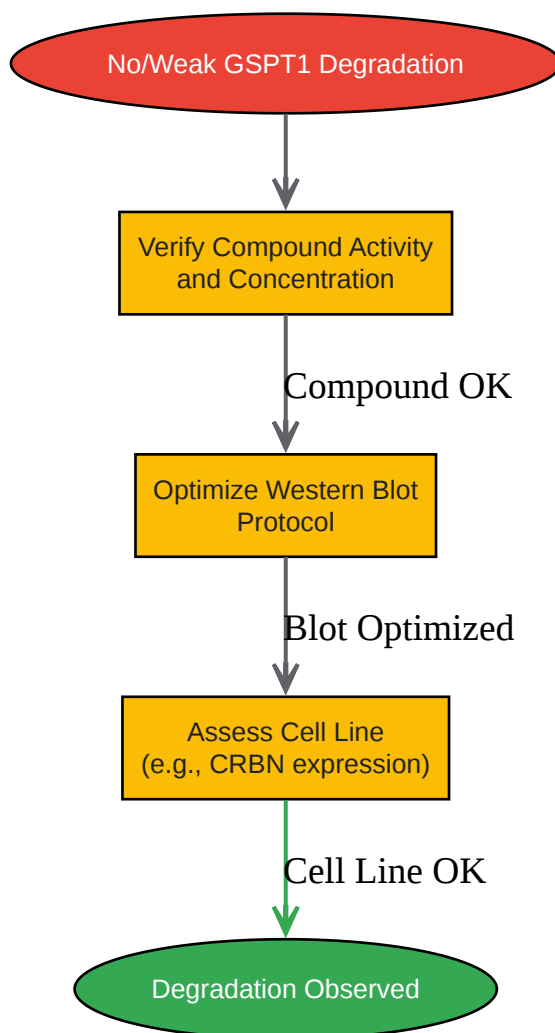 No/Weak GSPT1 Degradation
Verify Compound Activity
and Concentration
Compound OK
Optimize Western Blot
Protocol
Blot Optimized
Assess Cell Line
(e.g., CRBN expression)
Cell Line OK
Degradation Observed